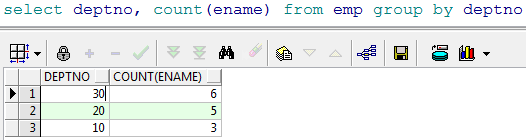 select deptno, count(ename) from emp group by deptno
DEPTNO COUNT(ENAME)
1 30 6
2 20 5
3 10 3